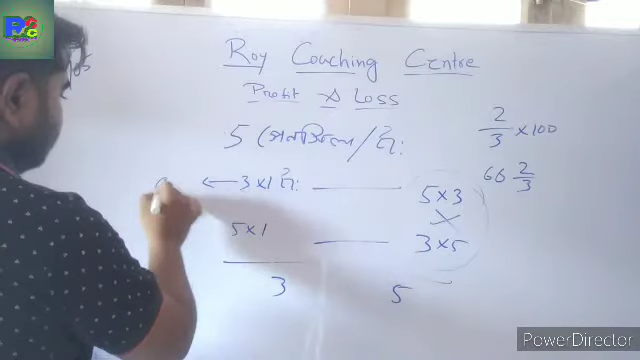 Roy Coaching Centre
Profit & Loss
2/3 × 100
66 2/3
3×1
5×3
5×1
3×5
3
5
PowerDirector